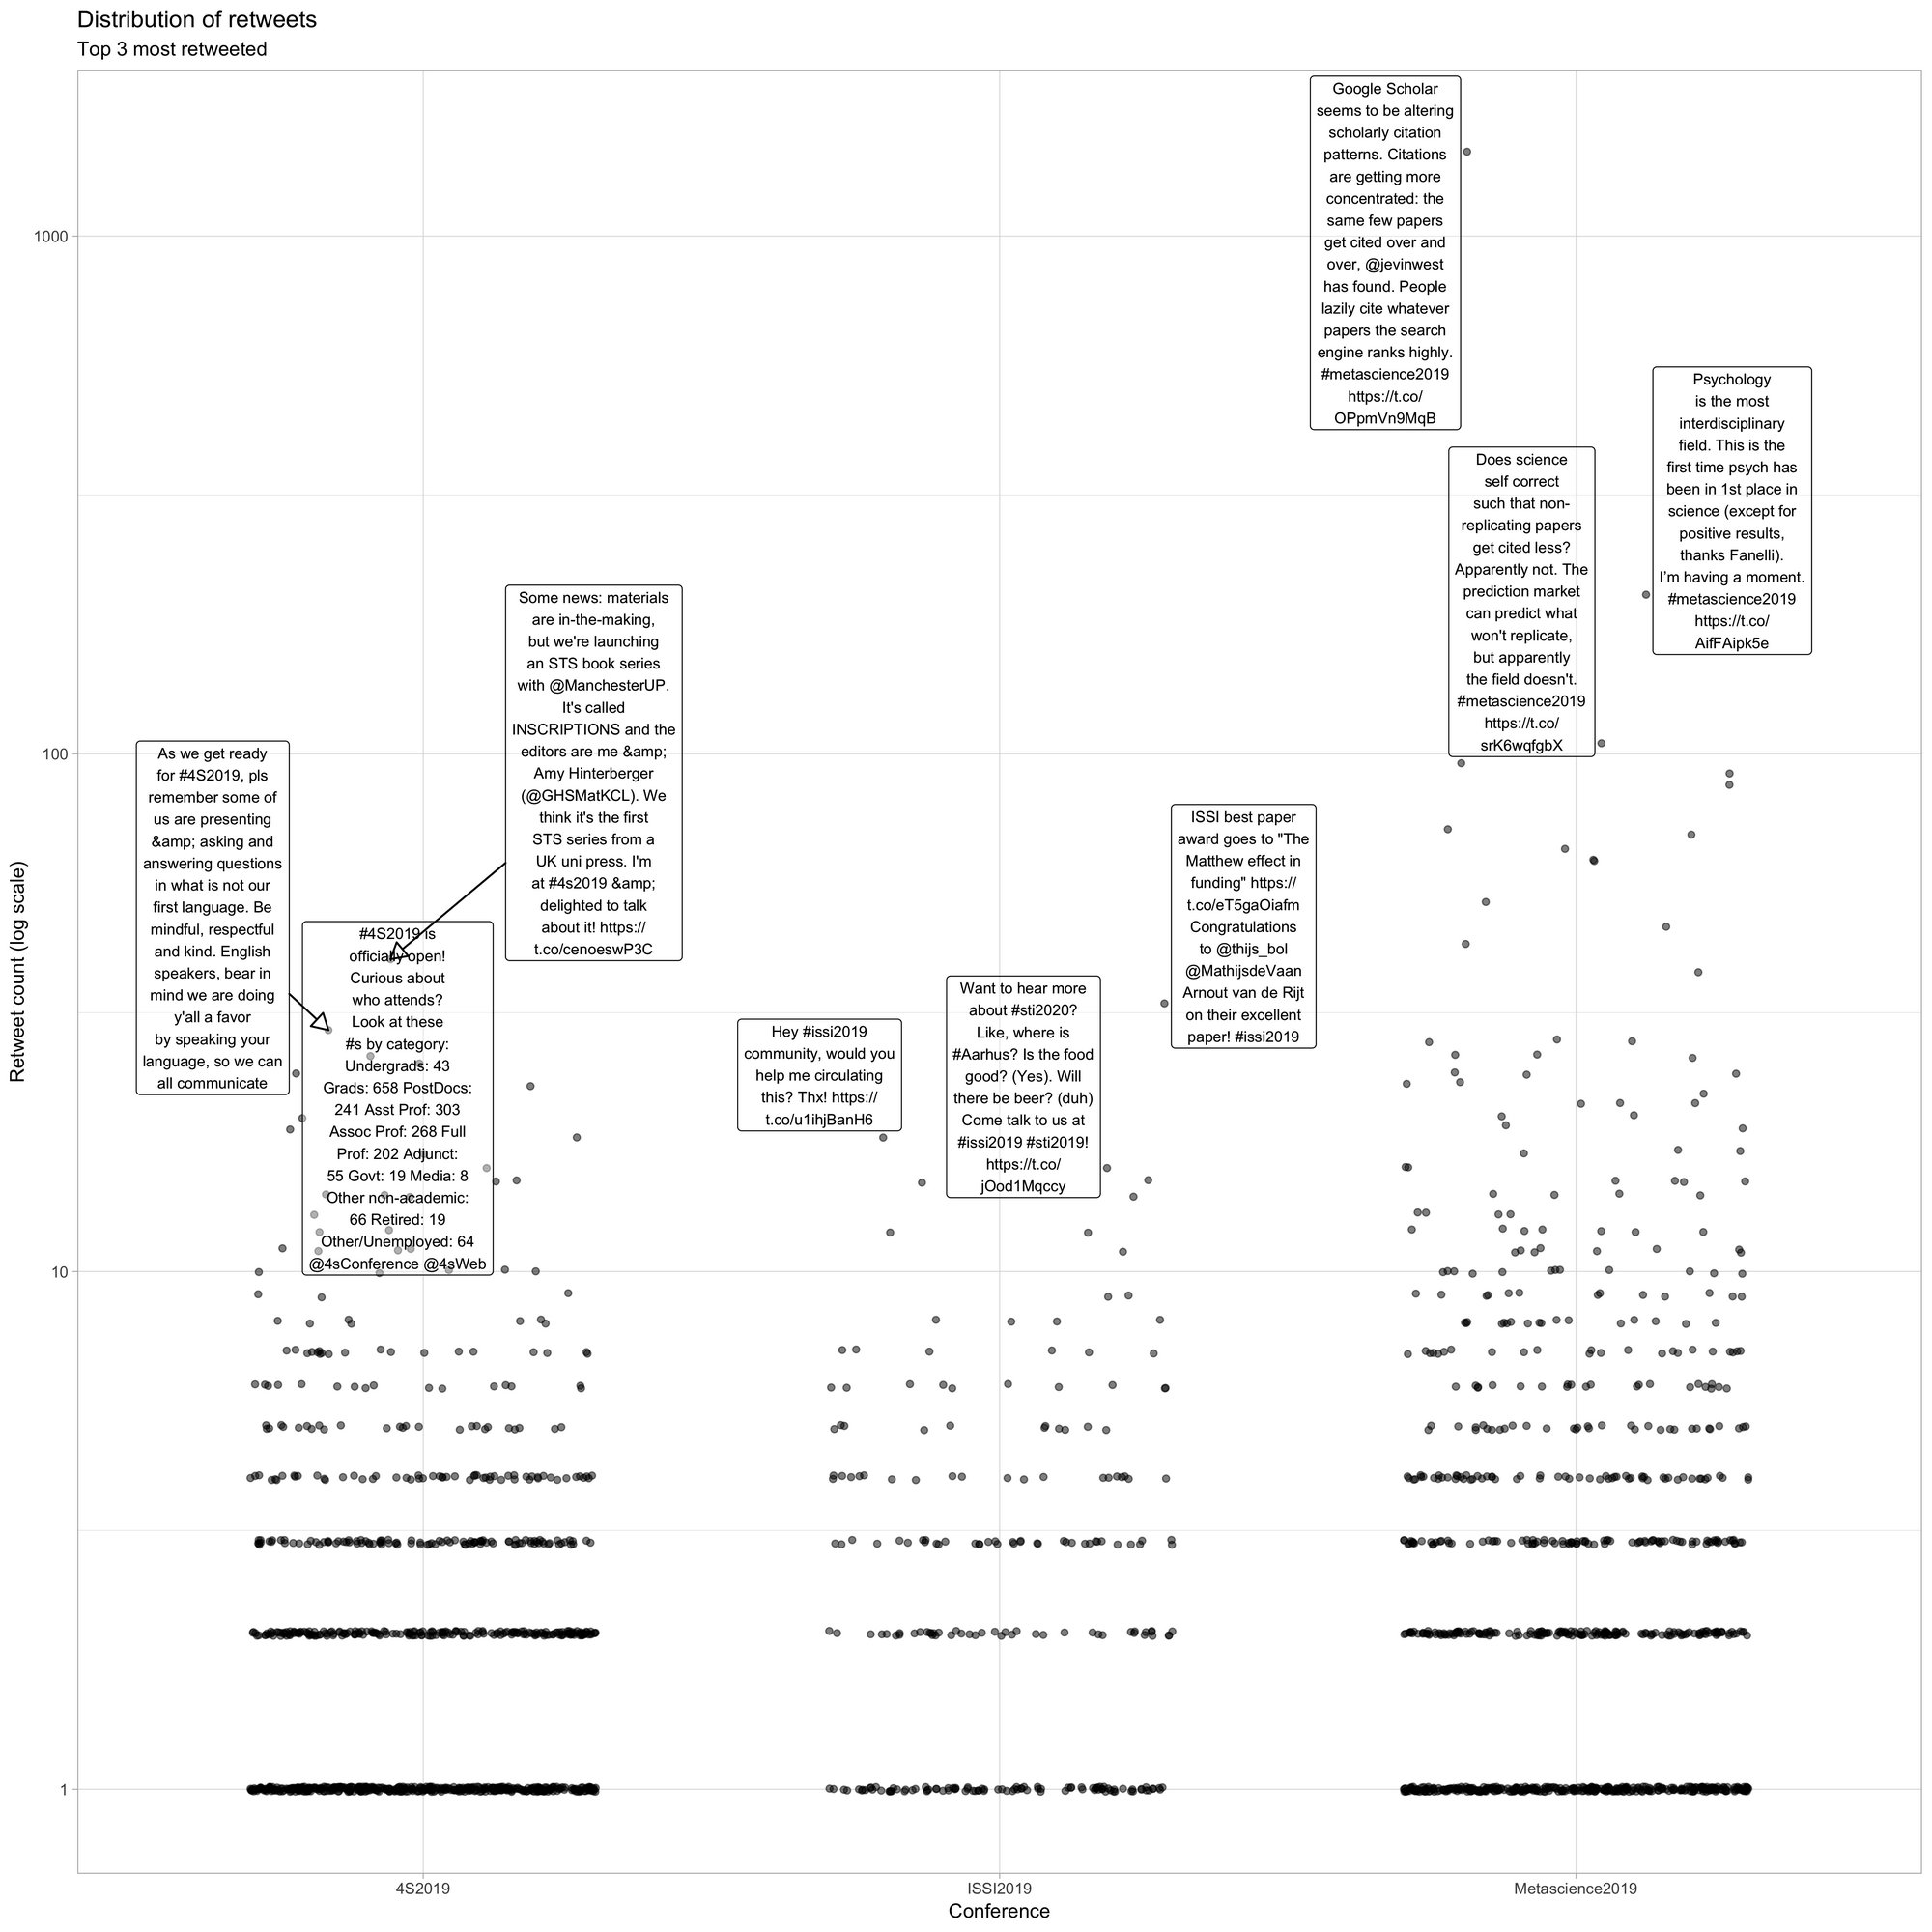 Distribution of retweets
Top 3 most retweeted
Google Scholar
seems to be altering
scholarly citation
patterns. Citations
are getting more
concentrated: the
same few papers
get cited over and
over, @jevinwest
has found. People
lazily cite whatever
papers the search
engine ranks highly.
#metascience2019
https://t.co/
OPpmVn9MqB
Psychology
is the most
interdisciplinary
field. This is the
first time psych has
been in 1st place in
science (except for
positive results,
thanks Fanelli).
I'm having a moment.
#metascience2019
https://t.co/
AifFAipk5e
Does science
self correct
such that non-
replicating papers
get cited less?
Apparently not. The
prediction market
can predict what
won't replicate,
but apparently
the field doesn't.
#metascience2019
https://t.co/
srK6wqfgbX
Some news: materials
are in-the-making,
but we're launching
an STS book series
with @ManchesterUP.
It's called
INSCRIPTIONS and the
editors are me &amp;
Amy Hinterberger
(@GHSMatKCL). We
think it's the first
STS series from a
UK uni press. I'm
at #4s2019 &amp;
delighted to talk
about it! https://
t.co/cenoeswP3C
As we get ready
for #4S2019, pls
remember some of
us are presenting
&amp; asking and
answering questions
in what is not our
first language. Be
mindful, respectful
and kind. English
speakers, bear in
mind we are doing
y'all a favor
by speaking your
language, so we can
all communicate
#4S2019 is
officially open!
Curious about
who attends?
Look at these
#s by category:
Undergrads: 43
Grads: 658 PostDocs:
241 Asst Prof: 303
Assoc Prof: 268 Full
Prof: 202 Adjunct:
55 Govt: 19 Media: 8
Other non-academic:
66 Retired: 19
Other/Unemployed: 64
@4sConference @4sWeb
Hey #issi2019
community, would you
help me circulating
this? Thx! https://
t.co/u1ihjBanH6
Want to hear more
about #sti2020?
Like, where is
#Aarhus? Is the food
good? (Yes). Will
there be beer? (duh)
Come talk to us at
#issi2019 #sti2019!
https://t.co/
jOod1Mqccy
ISSI best paper
award goes to "The
Matthew effect in
funding" https://
t.co/eT5gaOiafm
Congratulations
to @thijs_bol
@MathijsdeVaan
Arnout van de Rijt
on their excellent
paper! #issi2019
Retweet count (log scale)
1000
100
10
1
4S2019
ISSI2019
Metascience2019
Conference